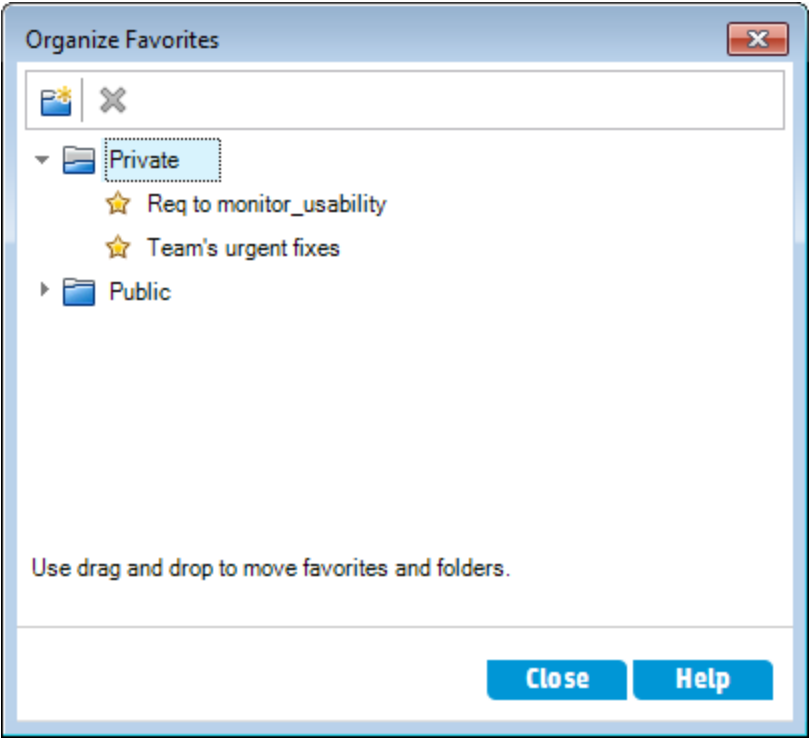 Organize Favorites
Private
Req to monitor_usability
Team's urgent fixes
Public
Use drag and drop to move favorites and folders.
Close
Help